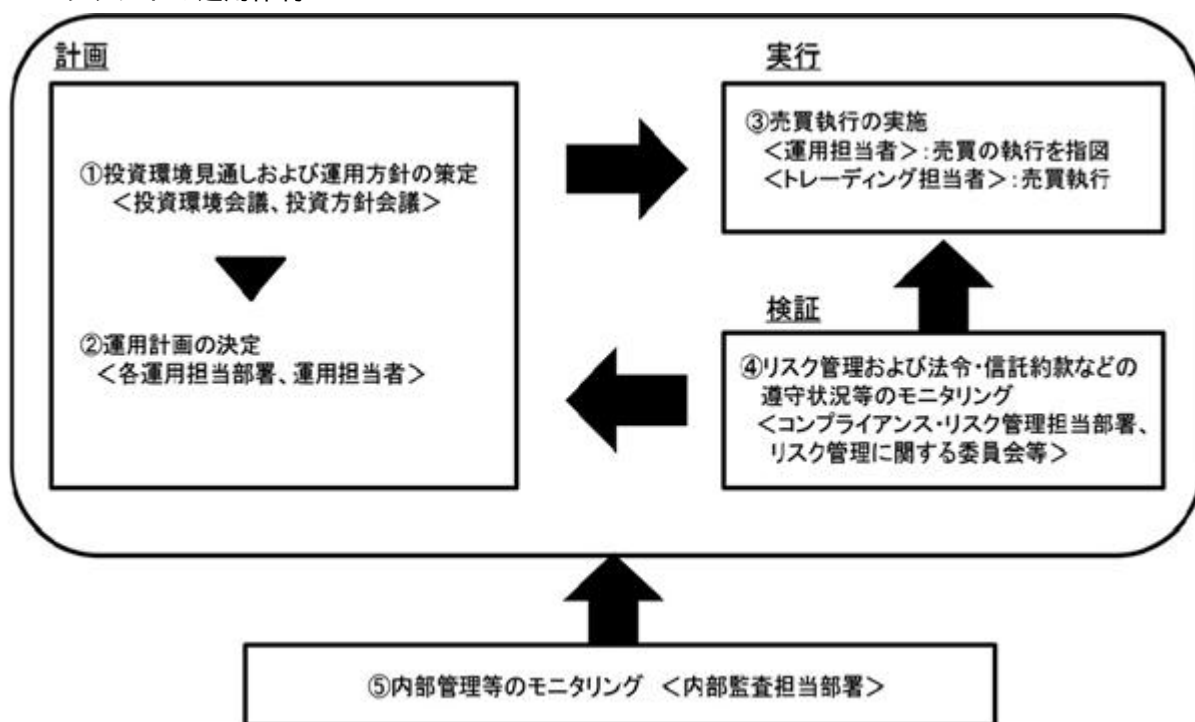 計画
①投資環境見通しおよび運用方針の策定
＜投資環境会議、投資方針会議＞
②運用計画の決定
＜各運用担当部署、運用担当者＞
実行
③売買執行の実施
＜運用担当者＞：売買の執行を指図
＜トレーディング担当者＞：売買執行
検証
④リスク管理および法令・信託約款などの
遵守状況等のモニタリング
＜コンプライアンス・リスク管理担当部署、
リスク管理に関する委員会等＞
⑤内部管理等のモニタリング　＜内部監査担当部署＞